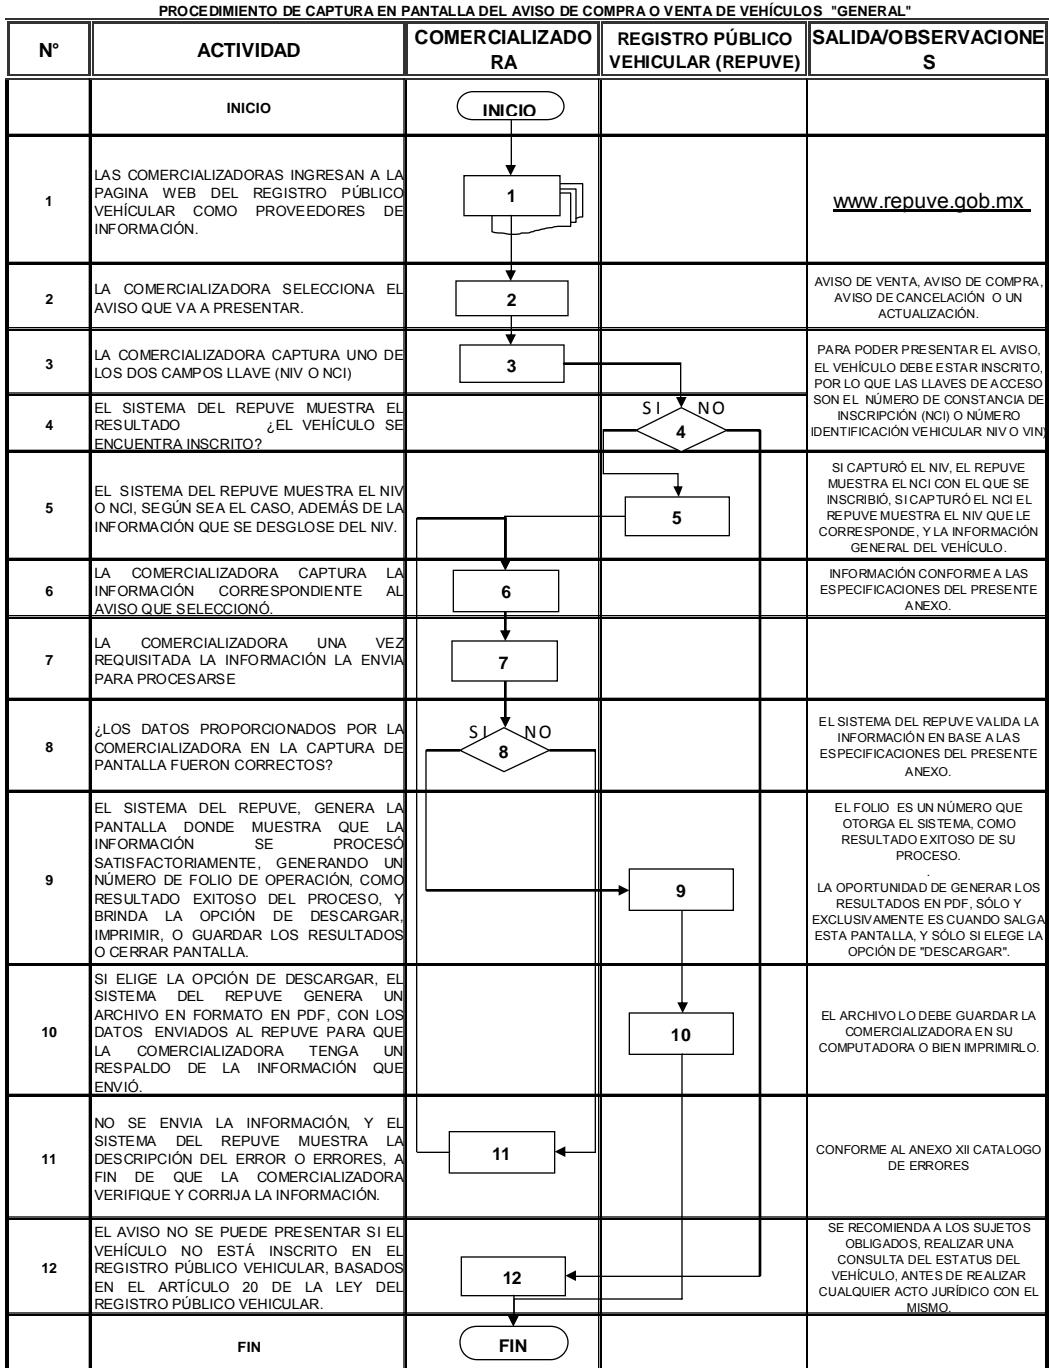 PROCEDIMIENTO DE CAPTURA EN PANTALLA DEL AVISO DE COMPRA O VENTA DE VEHÍCULOS "GENERAL"
N°
ACTIVIDAD
COMERCIALIZADO
RA
REGISTRO PÚBLICO
VEHICULAR (REPUVE)
SALIDA/OBSERVACIONE
S
INICIO
INICIO
1
LAS COMERCIALIZADORAS INGRESAN A LA
PAGINA WEB DEL REGISTRO PÚBLICO
VEHÍCULAR COMO PROVEEDORES DE
INFORMACIÓN.
1
www.repuve.gob.mx
2
LA COMERCIALIZADORA SELECCIONA EL
AVISO QUE VA A PRESENTAR.
2
AVISO DE VENTA, AVISO DE COMPRA,
AVISO DE CANCELACIÓN O UN
ACTUALIZACIÓN.
3
LA COMERCIALIZADORA CAPTURA UNO DE
LOS DOS CAMPOS LLAVE (NIV O NCI)
3
PARA PODER PRESENTAR EL AVISO,
EL VEHÍCULO DEBE ESTAR INSCRITO,
POR LO QUE LAS LLAVES DE ACCESO
SON EL NÚMERO DE CONSTANCIA DE
INSCRIPCIÓN (NCI) O NÚMERO
IDENTIFICACIÓN VEHICULAR NIV O VIN)
4
EL SISTEMA DEL REPUVE MUESTRA EL
RESULTADO ¿EL VEHÍCULO SE
ENCUENTRA INSCRITO?
SI NO
4
5
EL SISTEMA DEL REPUVE MUESTRA EL NIV
O NCI, SEGÚN SEA EL CASO, ADEMÁS DE LA
INFORMACIÓN QUE SE DESGLOSE DEL NIV.
5
SI CAPTURÓ EL NIV, EL REPUVE
MUESTRA EL NCI CON EL QUE SE
INSCRIBIÓ, SI CAPTURÓ EL NCI EL
REPUVE MUESTRA EL NIV QUE LE
CORRESPONDE, Y LA INFORMACIÓN
GENERAL DEL VEHÍCULO.
6
LA COMERCIALIZADORA CAPTURA LA
INFORMACIÓN CORRESPONDIENTE AL
AVISO QUE SELECCIONÓ.
6
INFORMACIÓN CONFORME A LAS
ESPECIFICACIONES DEL PRESENTE
ANEXO.
7
LA COMERCIALIZADORA UNA VEZ
REQUISITADA LA INFORMACIÓN LA ENVIA
PARA PROCESARSE
7
8
¿LOS DATOS PROPORCIONADOS POR LA
COMERCIALIZADORA EN LA CAPTURA DE
PANTALLA FUERON CORRECTOS?
SI NO
8
EL SISTEMA DEL REPUVE VALIDA LA
INFORMACIÓN EN BASE A LAS
ESPECIFICACIONES DEL PRESENTE
ANEXO.
9
EL SISTEMA DEL REPUVE, GENERA LA
PANTALLA DONDE MUESTRA QUE LA
INFORMACIÓN SE PROCESÓ
SATISFACTORIAMENTE, GENERANDO UN
NÚMERO DE FOLIO DE OPERACIÓN, COMO
RESULTADO EXITOSO DEL PROCESO, Y
BRINDA LA OPCIÓN DE DESCARGAR,
IMPRIMIR, O GUARDAR LOS RESULTADOS
O CERRAR PANTALLA.
9
EL FOLIO ES UN NÚMERO QUE
OTORGA EL SISTEMA, COMO
RESULTADO EXITOSO DE SU
PROCESO.
.
LA OPORTUNIDAD DE GENERAR LOS
RESULTADOS EN PDF, SÓLO Y
EXCLUSIVAMENTE ES CUANDO SALGA
ESTA PANTALLA, Y SÓLO SI ELEGE LA
OPCIÓN DE "DESCARGAR".
10
SI ELIGE LA OPCIÓN DE DESCARGAR, EL
SISTEMA DEL REPUVE GENERA UN
ARCHIVO EN FORMATO EN PDF, CON LOS
DATOS ENVIADOS AL REPUVE PARA QUE
LA COMERCIALIZADORA TENGA UN
RESPALDO DE LA INFORMACIÓN QUE
ENVIÓ.
10
EL ARCHIVO LO DEBE GUARDAR LA
COMERCIALIZADORA EN SU
COMPUTADORA O BIEN IMPRIMIRLO.
11
NO SE ENVIA LA INFORMACIÓN, Y EL
SISTEMA DEL REPUVE MUESTRA LA
DESCRIPCIÓN DEL ERROR O ERRORES, A
FIN DE QUE LA COMERCIALIZADORA
VERIFIQUE Y CORRIJA LA INFORMACIÓN.
11
CONFORME AL ANEXO XII CATALOGO
DE ERRORES
12
EL AVISO NO SE PUEDE PRESENTAR SI EL
VEHÍCULO NO ESTÁ INSCRITO EN EL
REGISTRO PÚBLICO VEHICULAR, BASADOS
EN EL ARTÍCULO 20 DE LA LEY DEL
REGISTRO PÚBLICO VEHICULAR.
12
SE RECOMIENDA A LOS SUJETOS
OBLIGADOS, REALIZAR UNA
CONSULTA DEL ESTATUS DEL
VEHÍCULO, ANTES DE REALIZAR
CUALQUIER ACTO JURÍDICO CON EL
MISMO.
FIN
FIN